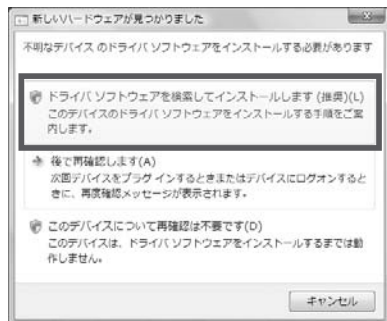 新しいハードウェアが見つかりました
不明なデバイス のドライバ ソフトウェアをインストールする必要があります
ドライバ ソフトウェアを検索してインストールします (推奨)(L)
このデバイスのドライバ ソフトウェアをインストールする手順をご案
内します。
後で再確認します(A)
次回デバイスをプラグ インするときまたはデバイスにログオンすると
きに、再度確認メッセージが表示されます。
このデバイスについて再確認は不要です(D)
このデバイスは、ドライバ ソフトウェアをインストールするまでは動
作しません。
キャンセル